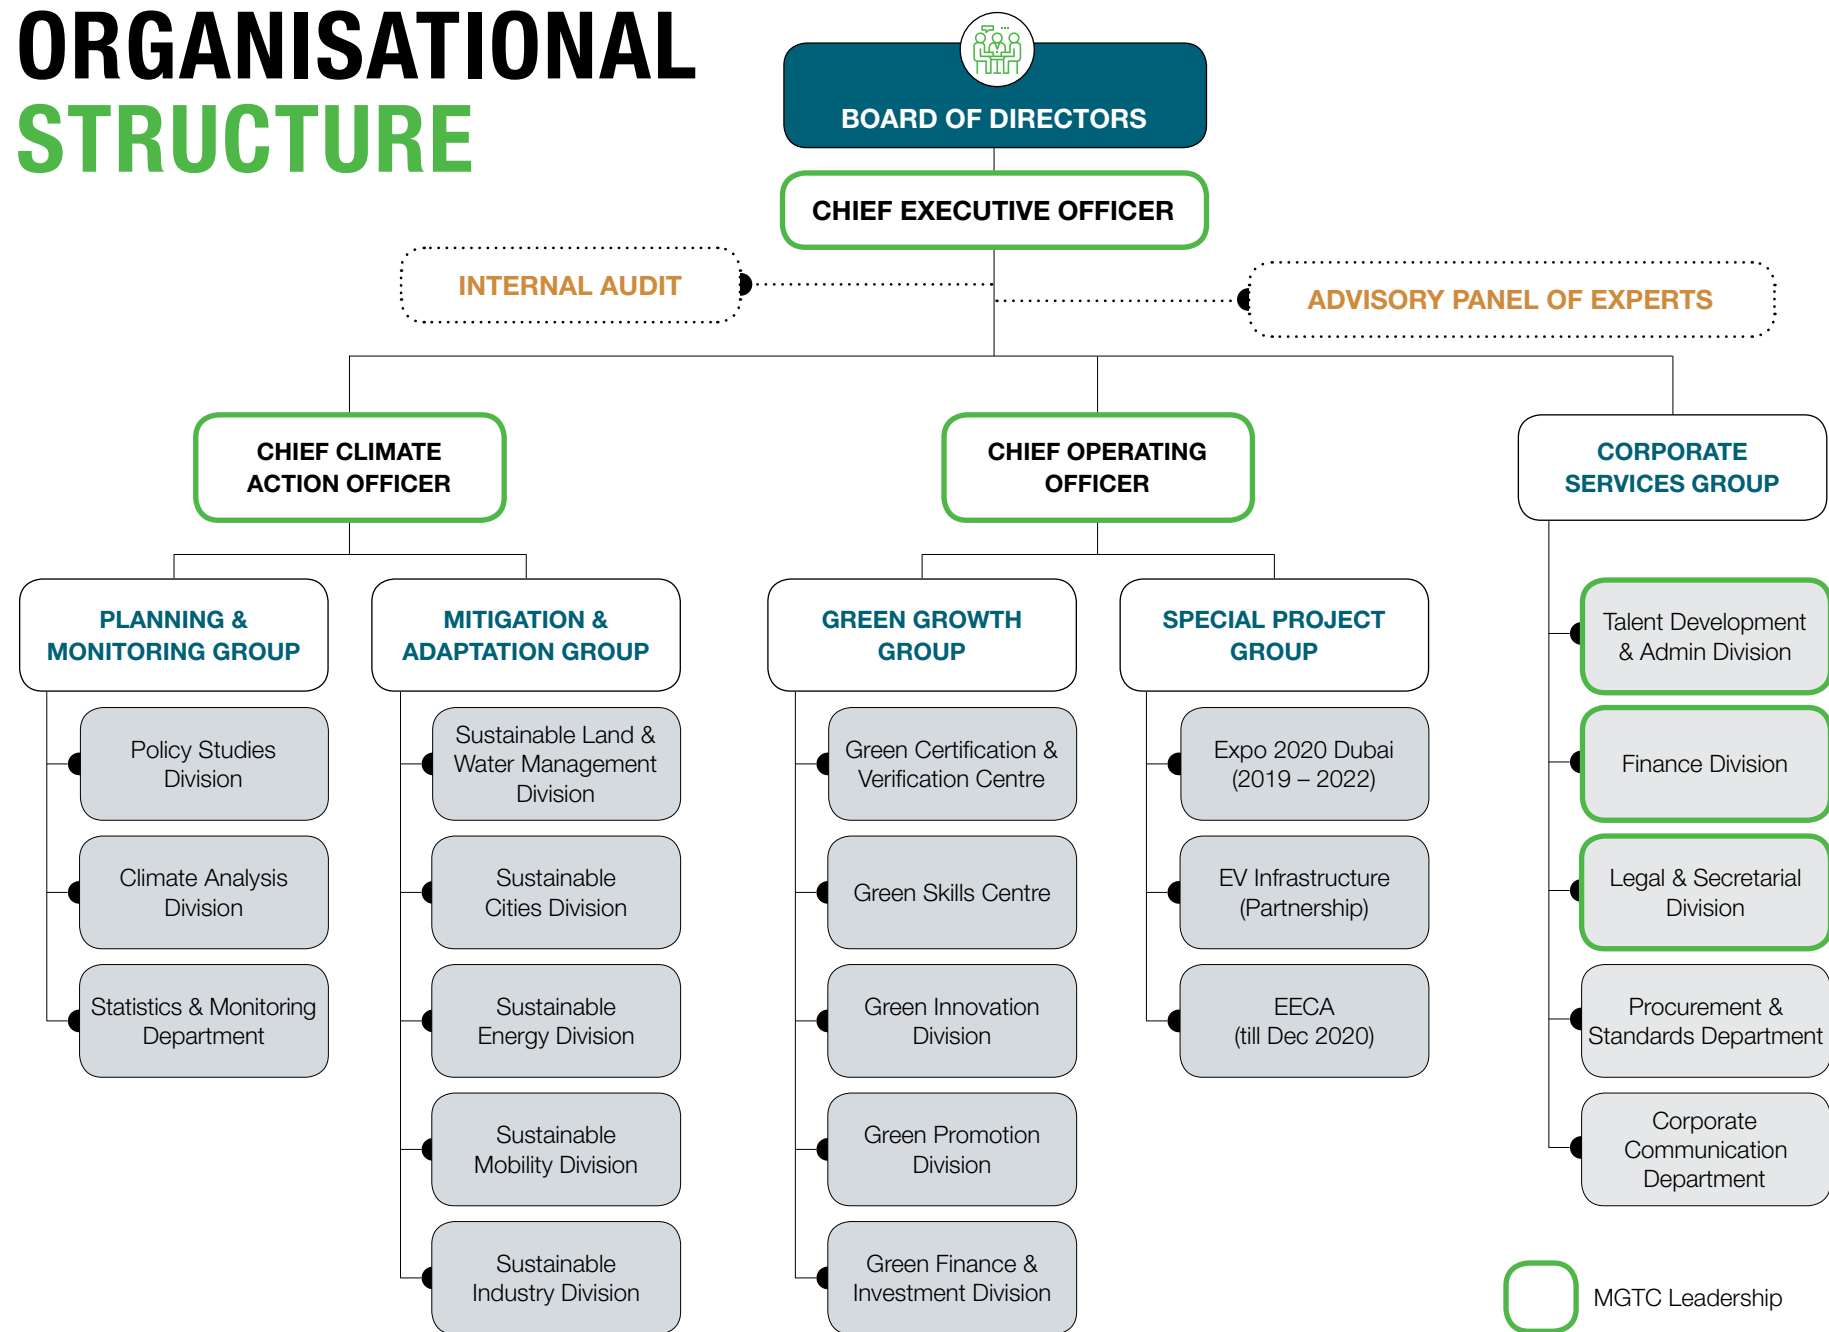 ORGANISATIONAL
STRUCTURE
BOARD OF DIRECTORS
CHIEF EXECUTIVE OFFICER
INTERNAL AUDIT
ADVISORY PANEL OF EXPERTS
CHIEF CLIMATE
ACTION OFFICER
CHIEF OPERATING
OFFICER
CORPORATE
SERVICES GROUP
PLANNING &
MONITORING GROUP
Policy Studies
Division
Climate Analysis
Division
Statistics & Monitoring
Department
MITIGATION &
ADAPTATION GROUP
Sustainable Land &
Water Management
Division
Sustainable
Cities Division
Sustainable
Energy Division
Sustainable
Mobility Division
Sustainable
Industry Division
GREEN GROWTH
GROUP
Green Certification &
Verification Centre
Green Skills Centre
Green Innovation
Division
Green Promotion
Division
Green Finance &
Investment Division
SPECIAL PROJECT
GROUP
Expo 2020 Dubai
(2019 – 2022)
EV Infrastructure
(Partnership)
EECA
(till Dec 2020)
Talent Development
& Admin Division
Finance Division
Legal & Secretarial
Division
Procurement &
Standards Department
Corporate
Communication
Department
MGTC Leadership